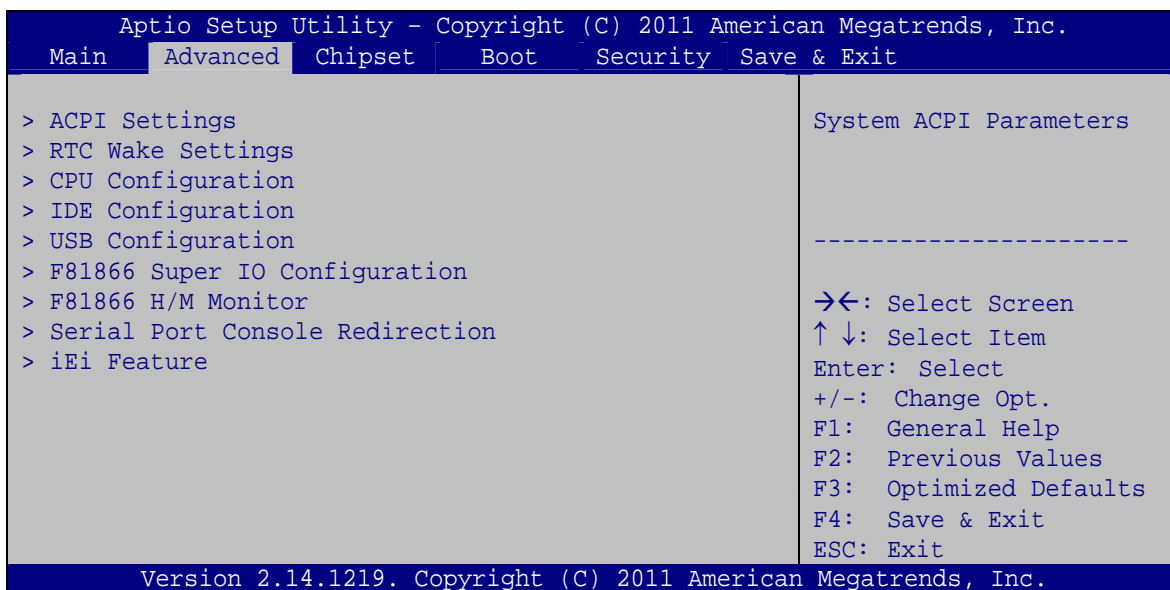 Aptio Setup Utility – Copyright (C) 2011 American Megatrends, Inc.
Main Advanced Chipset Boot Security Save & Exit
> ACPI Settings
> RTC Wake Settings
> CPU Configuration
> IDE Configuration
> USB Configuration
> F81866 Super IO Configuration
> F81866 H/M Monitor
> Serial Port Console Redirection
> iEi Feature
System ACPI Parameters
----------------------
→←: Select Screen
↑ ↓: Select Item
Enter: Select
+/-: Change Opt.
F1: General Help
F2: Previous Values
F3: Optimized Defaults
F4: Save & Exit
ESC: Exit
Version 2.14.1219. Copyright (C) 2011 American Megatrends, Inc.